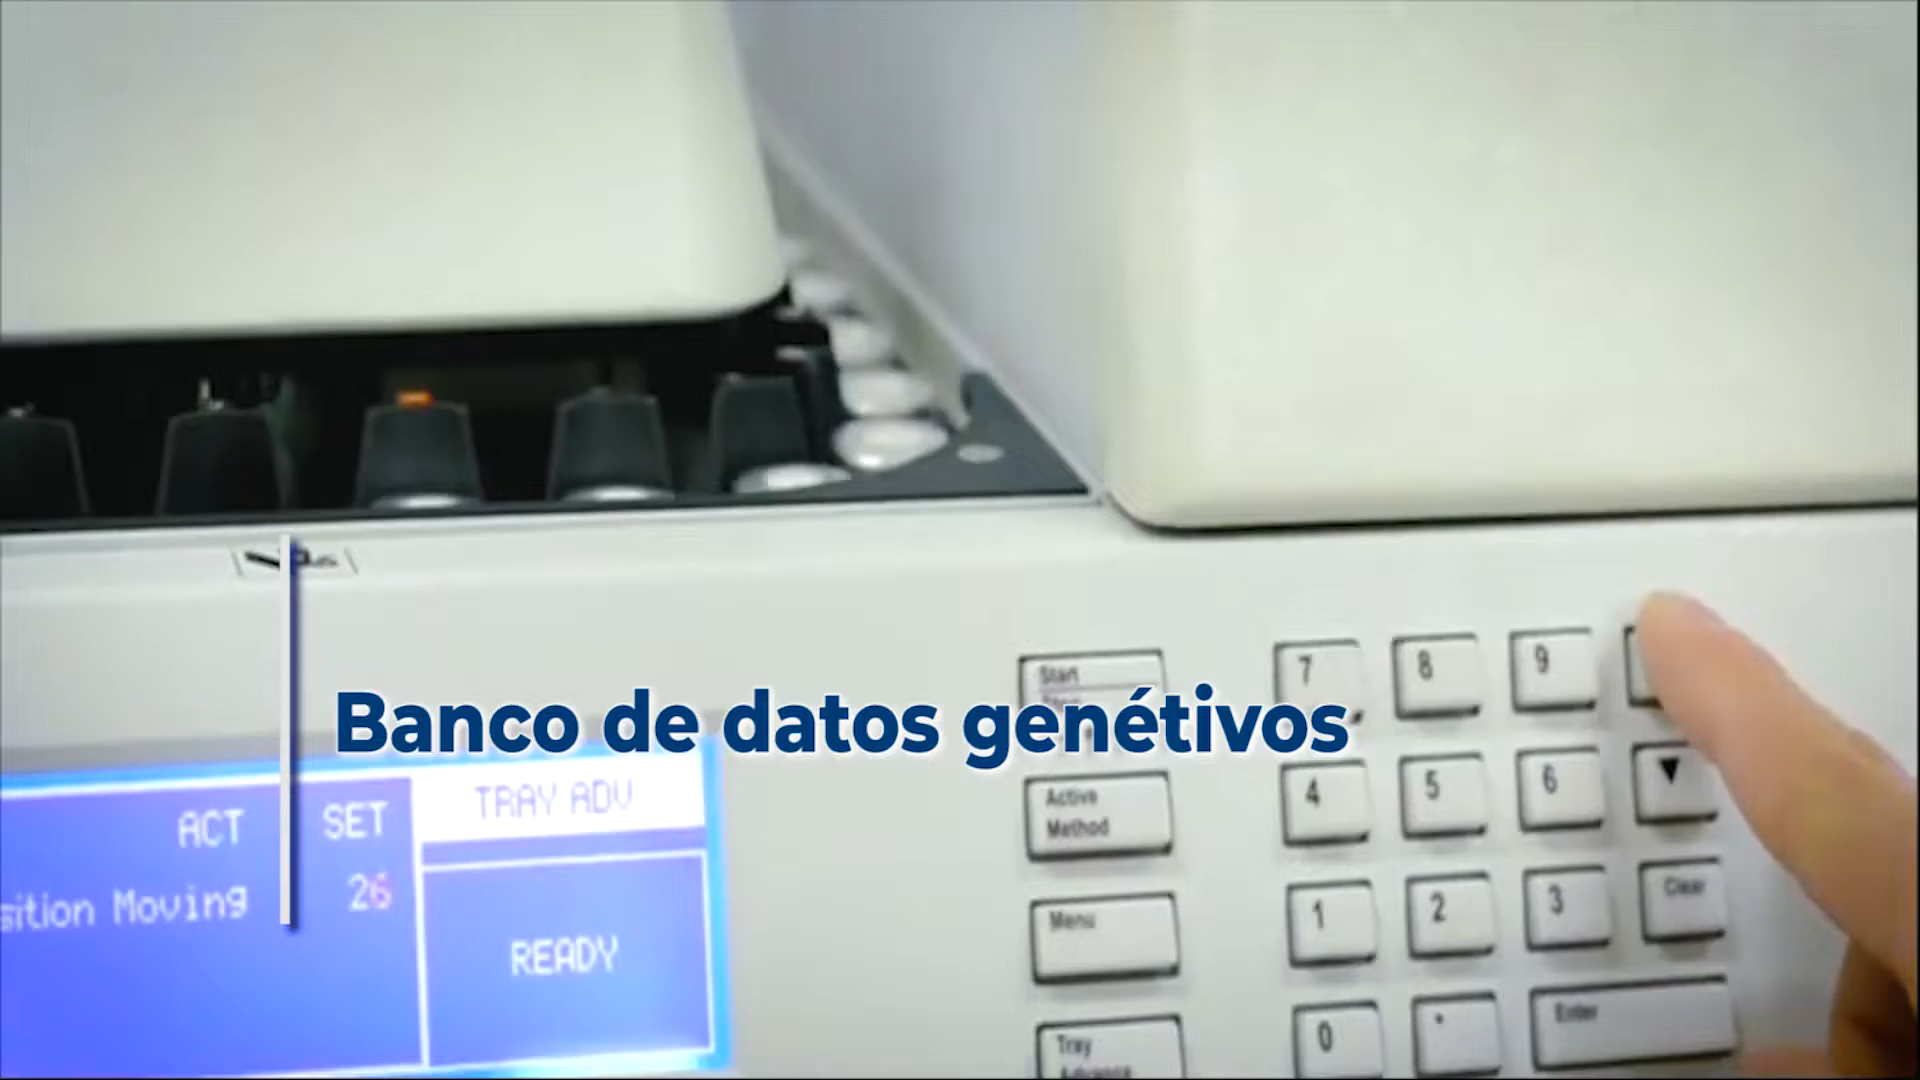 Start
7
8
9
Banco de datos genétivos
ACT
SET
TRAY ADV
Active
Method
4
5
6
▼
sition Moving
26
READY
Menu
1
2
3
Clear
0
Enter
Tray
Advance